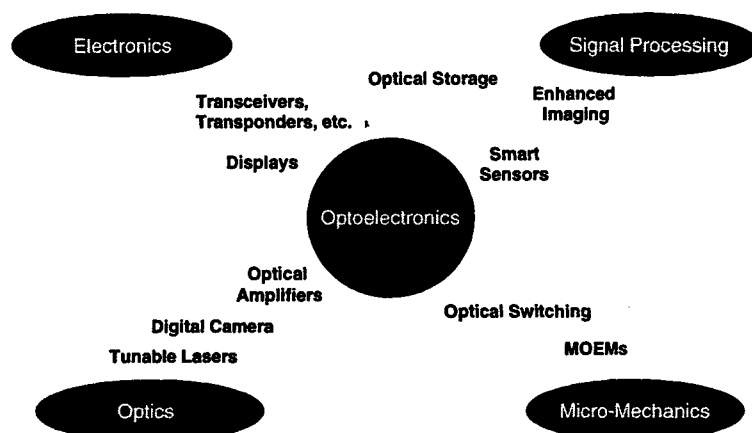 Electronics
Signal Processing
Optical Storage
Transceivers,
Transponders, etc.
Enhanced
Imaging
Displays
Smart
Sensors
Optoelectronics
Optical
Amplifiers
Optical Switching
Digital Camera
Tunable Lasers
MOEMs
Optics
Micro-Mechanics